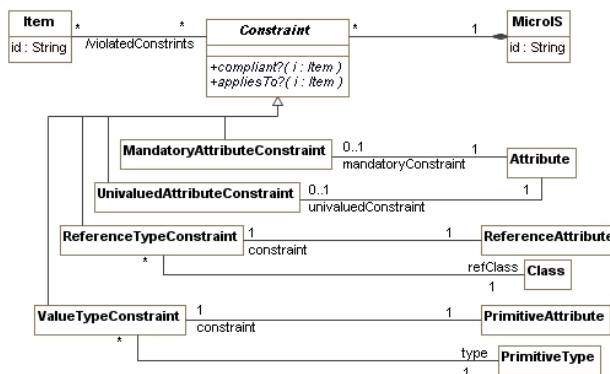 Item
id : String
*
/violatedConstrints
*
Constraint
+compliant?( i : Item )
+appliesTo?( i : Item )
*
1
MicroIS
id : String
MandatoryAttributeConstraint
0..1
mandatoryConstraint
1
Attribute
UnivaluedAttributeConstraint
0..1
univaluedConstraint
1
ReferenceTypeConstraint
1
constraint
1
ReferenceAttribute
*
refClass
1
Class
ValueTypeConstraint
1
constraint
1
PrimitiveAttribute
*
type
1
PrimitiveType